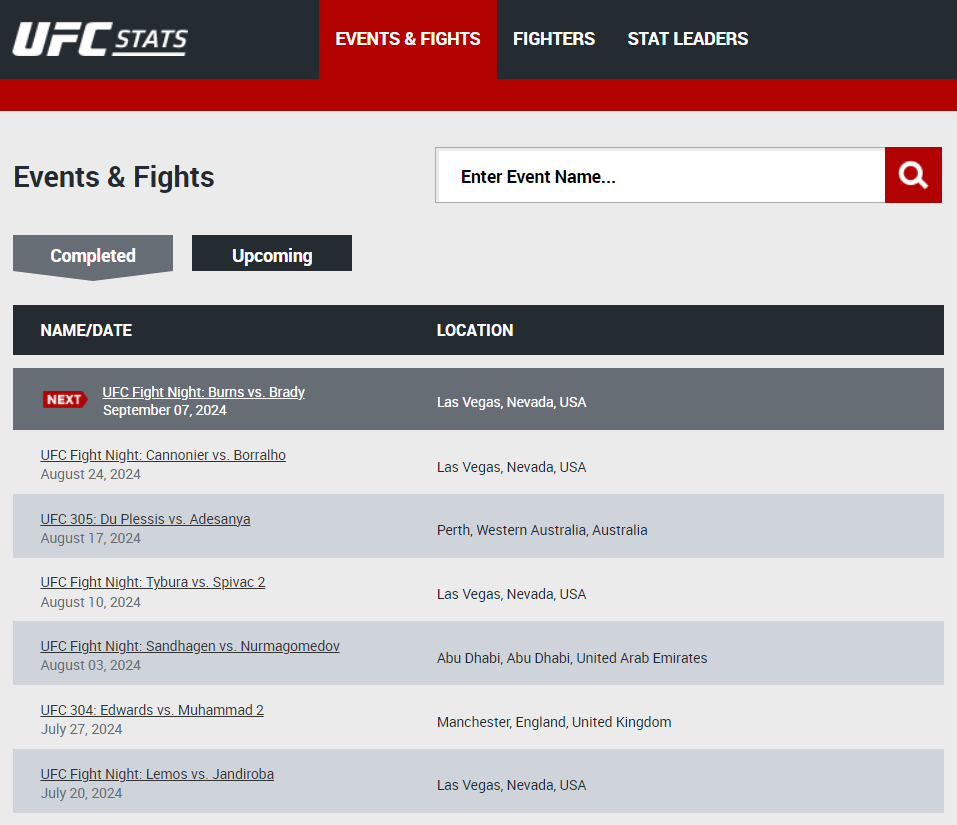 UFC STATS
EVENTS & FIGHTS FIGHTERS STAT LEADERS
Events & Fights
Enter Event Name...
Completed Upcoming
NAME/DATE LOCATION
NEXT UFC Fight Night: Burns vs. Brady
September 07, 2024
Las Vegas, Nevada, USA
UFC Fight Night: Cannonier vs. Borralho
August 24, 2024
Las Vegas, Nevada, USA
UFC 305: Du Plessis vs. Adesanya
August 17, 2024
Perth, Western Australia, Australia
UFC Fight Night: Tybura vs. Spivac 2
August 10, 2024
Las Vegas, Nevada, USA
UFC Fight Night: Sandhagen vs. Nurmagomedov
August 03, 2024
Abu Dhabi, Abu Dhabi, United Arab Emirates
UFC 304: Edwards vs. Muhammad 2
July 27, 2024
Manchester, England, United Kingdom
UFC Fight Night: Lemos vs. Jandiroba
July 20, 2024
Las Vegas, Nevada, USA